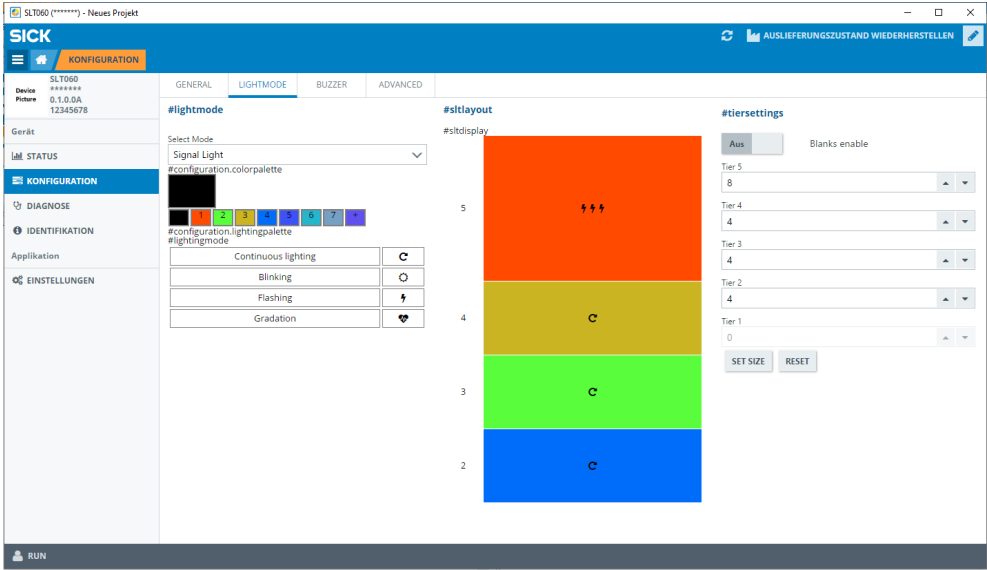 SLT060 (*******) - Neues Projekt
SICK
AUSLIEFERUNGSZUSTAND WIEDERHERSTELLEN
KONFIGURATION
Device Picture
SLT060
*******
0.1.0.0A
12345678
Gerät
STATUS
KONFIGURATION
DIAGNOSE
IDENTIFIKATION
Applikation
EINSTELLUNGEN
GENERAL LIGHTMODE BUZZER ADVANCED
#lightmode
Select Mode
Signal Light
#configuration.colorpalette
1 2 3 4 5 6 7 +
#configuration.lightingpalette
#lightingmode
Continuous lighting
Blinking
Flashing
Gradation
#sltlayout
#sltdisplay
5
4
3
2
#tiersettings
Aus Blanks enable
Tier 5
8
Tier 4
4
Tier 3
4
Tier 2
4
Tier 1
0
SET SIZE RESET
RUN